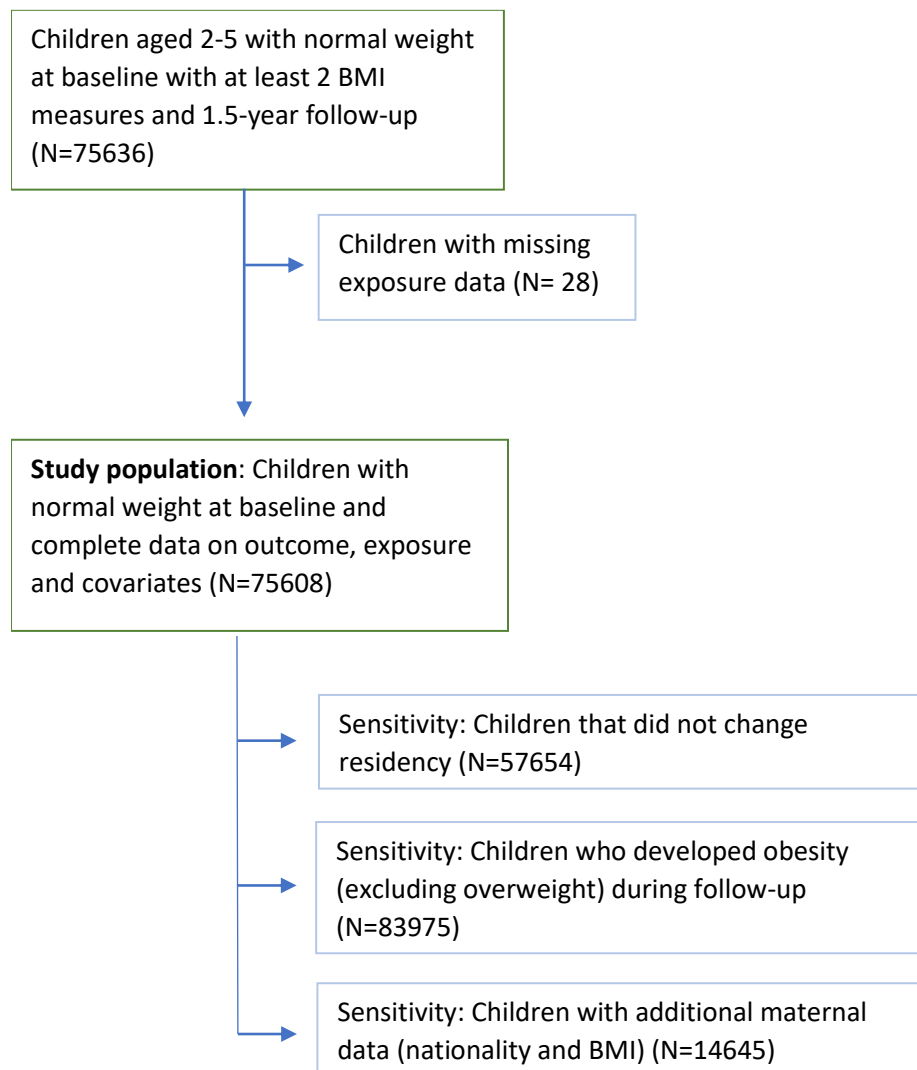 Children aged 2-5 with normal weight
at baseline with at least 2 BMI
measures and 1.5-year follow-up
(N=75636)
Children with missing
exposure data (N= 28)
Study population: Children with
normal weight at baseline and
complete data on outcome, exposure
and covariates (N=75608)
Sensitivity: Children that did not change
residency (N=57654)
Sensitivity: Children who developed obesity
(excluding overweight) during follow-up
(N=83975)
Sensitivity: Children with additional maternal
data (nationality and BMI) (N=14645)